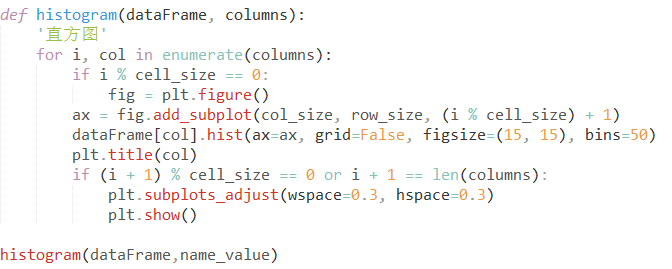 def histogram(dataFrame, columns):
    '直方图'
    for i, col in enumerate(columns):
        if i % cell_size == 0:
            fig = plt.figure()
        ax = fig.add_subplot(col_size, row_size, (i % cell_size) + 1)
        dataFrame[col].hist(ax=ax, grid=False, figsize=(15, 15), bins=50)
        plt.title(col)
        if (i + 1) % cell_size == 0 or i + 1 == len(columns):
            plt.subplots_adjust(wspace=0.3, hspace=0.3)
            plt.show()

histogram(dataFrame,name_value)